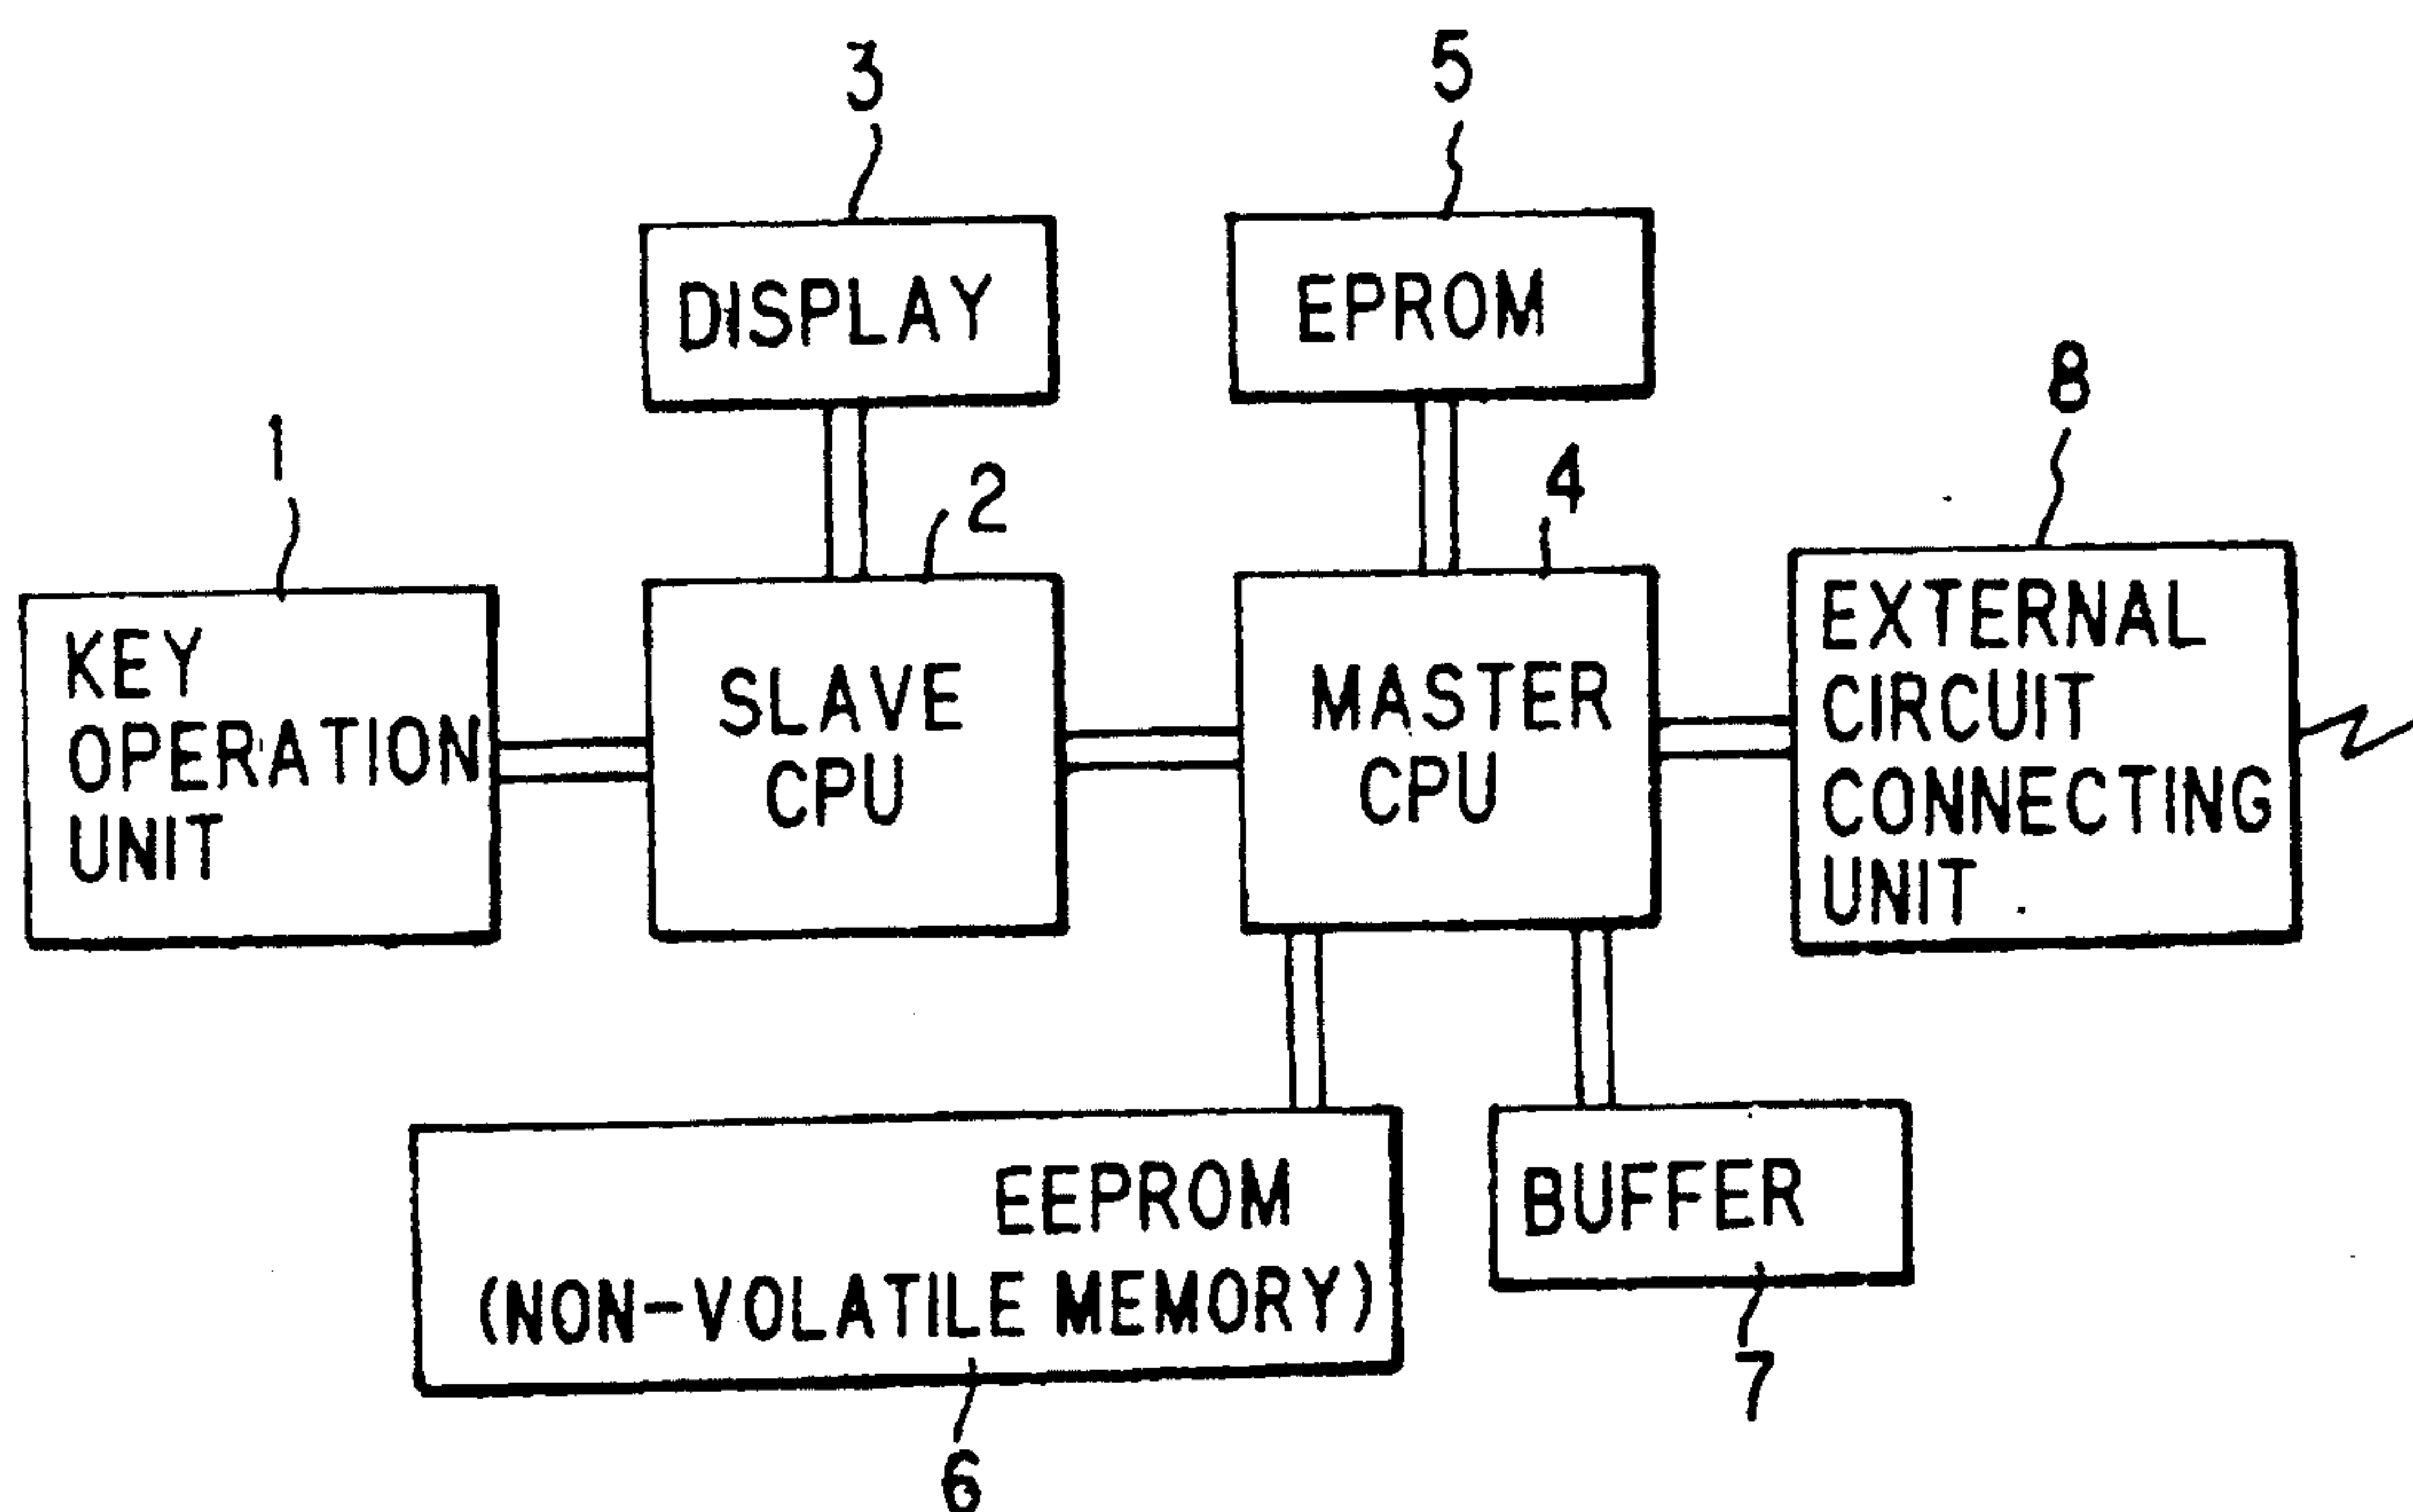 3
5
DISPLAY
EPROM
8
1
2
4
KEY
OPERATION
UNIT
SLAVE
CPU
MASTER
CPU
EXTERNAL
CIRCUIT
CONNECTING
UNIT
EEPROM
(NON-VOLATILE MEMORY)
BUFFER
7
6